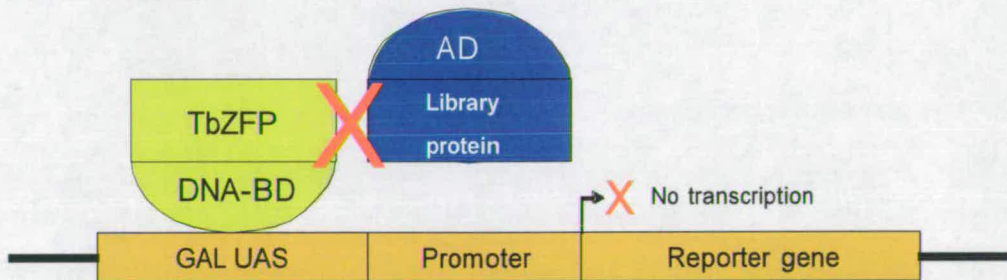 AD
Library
protein
TbZFP
DNA-BD
No transcription
GAL UAS
Promoter
Reporter gene